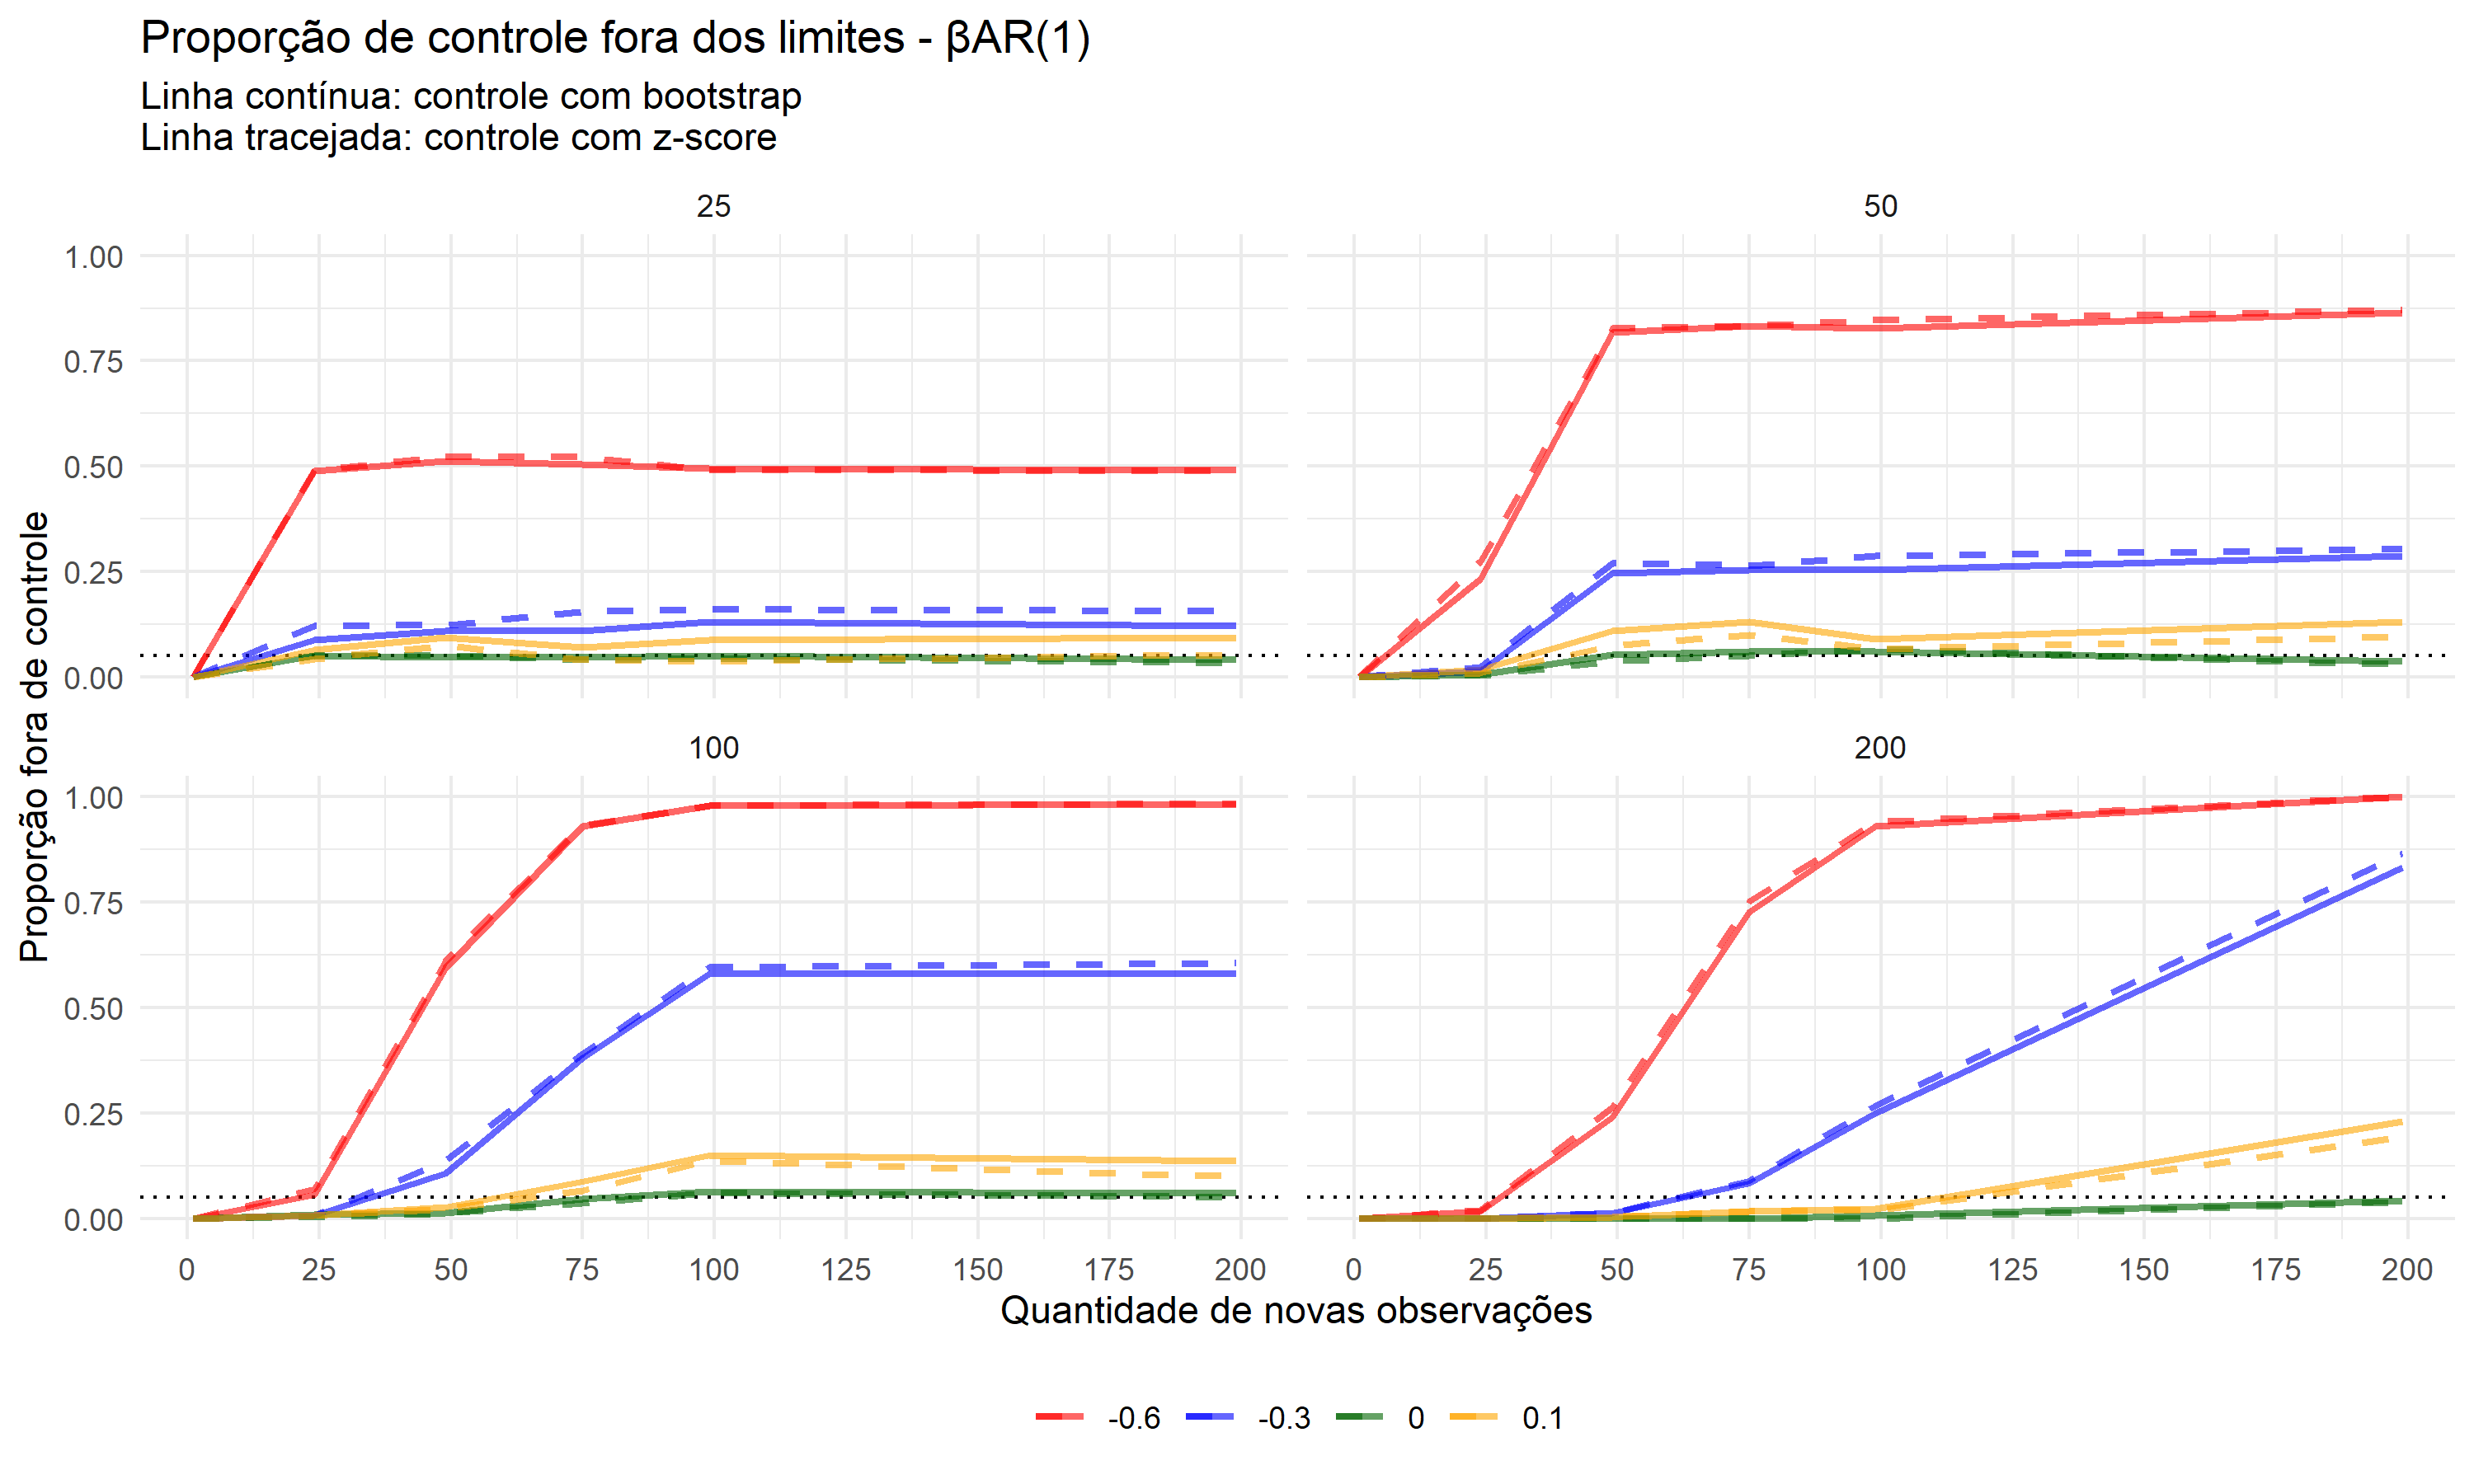 Proporção de controle fora dos limites - βAR(1)
Linha contínua: controle com bootstrap
Linha tracejada: controle com z-score
25
50
1.00
0.75
0.50
0.25
0.00
Proporção fora de controle
100
200
1.00
0.75
0.50
0.25
0.00
0 25 50 75 100 125 150 175 200
0 25 50 75 100 125 150 175 200
Quantidade de novas observações
-0.6 -0.3 0 0.1